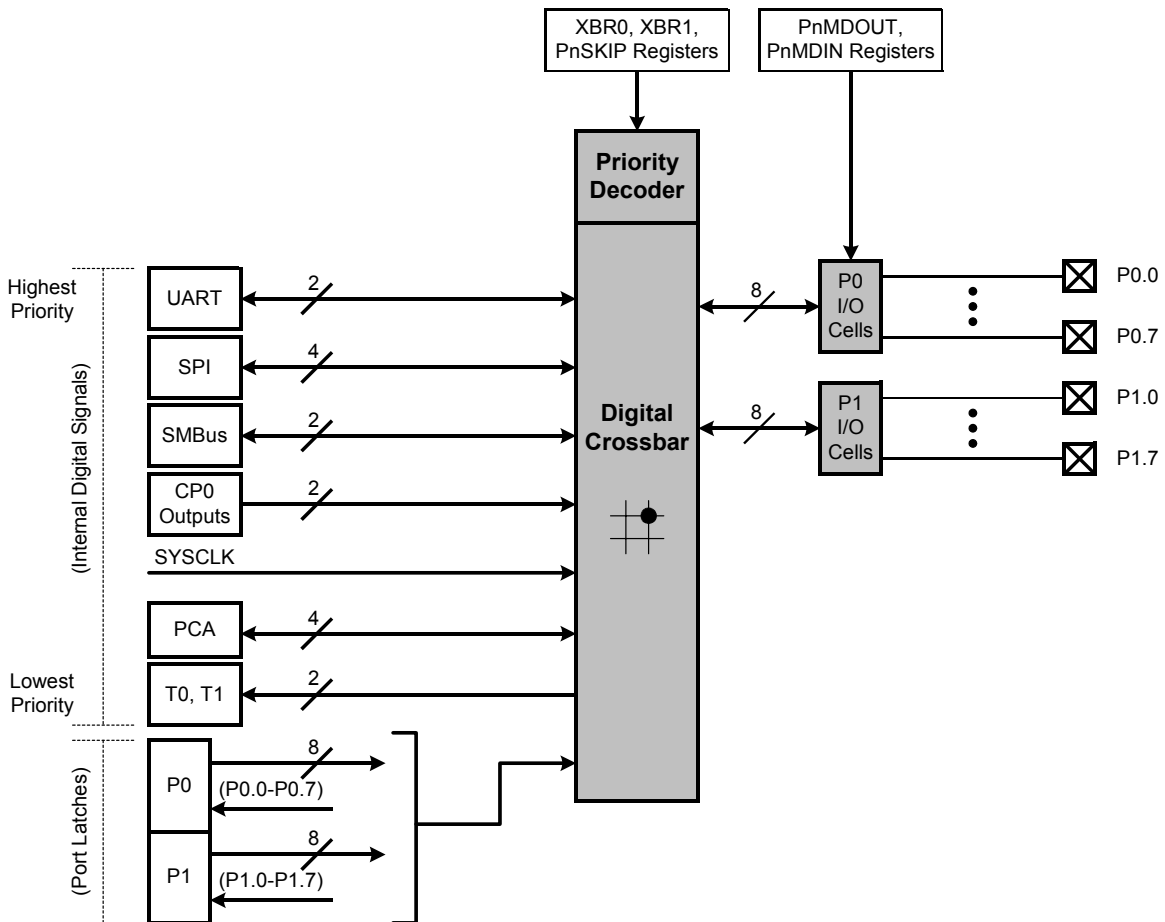 XBR0, XBR1,
PnSKIP Registers
PnMDOUT,
PnMDIN Registers
Priority
Decoder
Highest
Priority
(Internal Digital Signals)
UART
2
SPI
4
SMBus
2
CP0
Outputs
2
SYSCLK
PCA
4
Lowest
Priority
T0, T1
2
(Port Latches)
P0
8
(P0.0-P0.7)
P1
8
(P1.0-P1.7)
Digital
Crossbar
8
P0
I/O
Cells
P0.0
P0.7
8
P1
I/O
Cells
P1.0
P1.7